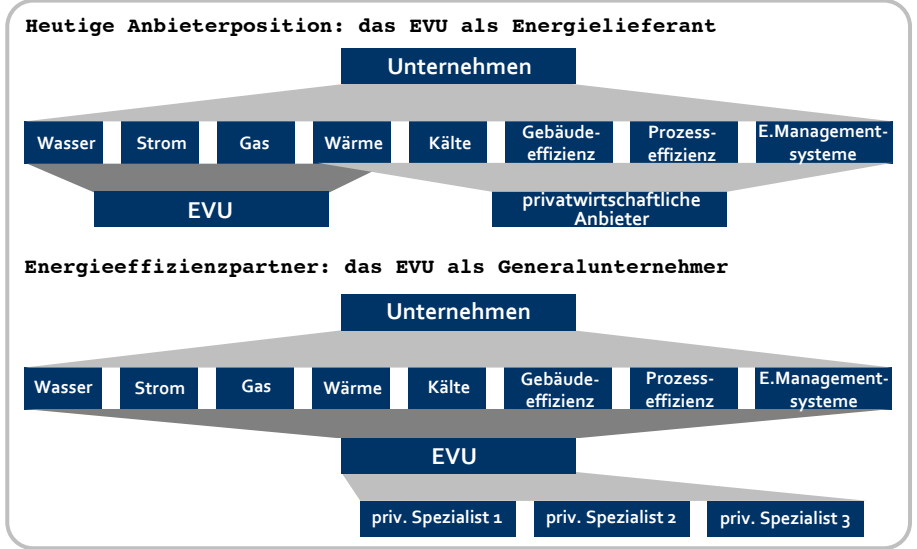 Heutige Anbieterposition: das EVU als Energielieferant
Unternehmen
Wasser
Strom
Gas
Wärme
Kälte
Gebäude-
effizienz
Prozess-
effizienz
E.Management-
systeme
EVU
privatwirtschaftliche
Anbieter
Energieeffizienzpartner: das EVU als Generalunternehmer
Unternehmen
Wasser
Strom
Gas
Wärme
Kälte
Gebäude-
effizienz
Prozess-
effizienz
E.Management-
systeme
EVU
priv. Spezialist 1
priv. Spezialist 2
priv. Spezialist 3